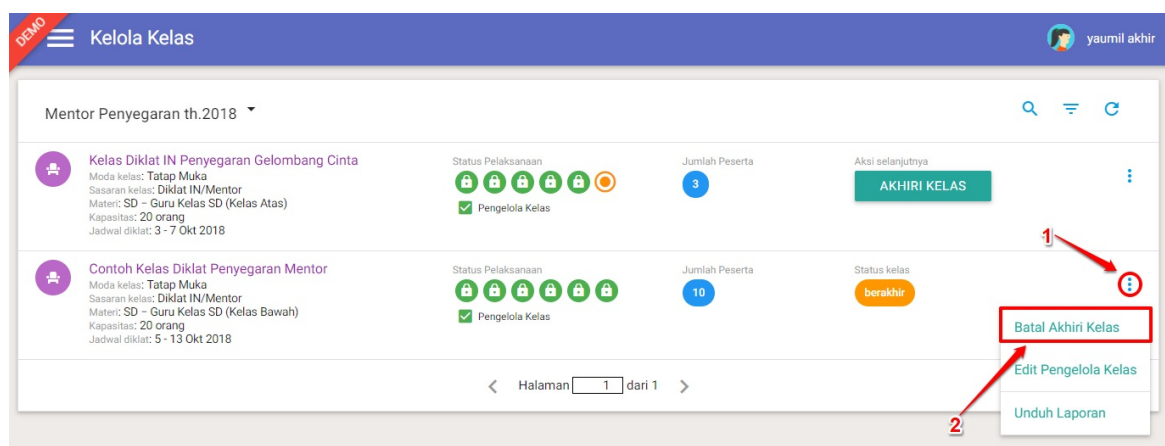 DEMO
Kelola Kelas
yaumil akhir
Mentor Penyegaran th.2018
Kelas Diklat IN Penyegaran Gelombang Cinta
Moda kelas: Tatap Muka
Sasaran kelas: Diklat IN/Mentor
Materi: SD – Guru Kelas SD (Kelas Atas)
Kapasitas: 20 orang
Jadwal diklat: 3 - 7 Okt 2018
Status Pelaksanaan
Pengelola Kelas
Jumlah Peserta
3
Aksi selanjutnya
AKHIRI KELAS
1
Contoh Kelas Diklat Penyegaran Mentor
Moda kelas: Tatap Muka
Sasaran kelas: Diklat IN/Mentor
Materi: SD – Guru Kelas SD (Kelas Bawah)
Kapasitas: 20 orang
Jadwal diklat: 5 - 13 Okt 2018
Status Pelaksanaan
Pengelola Kelas
Jumlah Peserta
10
Status kelas
berakhir
Batal Akhiri Kelas
Edit Pengelola Kelas
Unduh Laporan
2
Halaman 1 dari 1